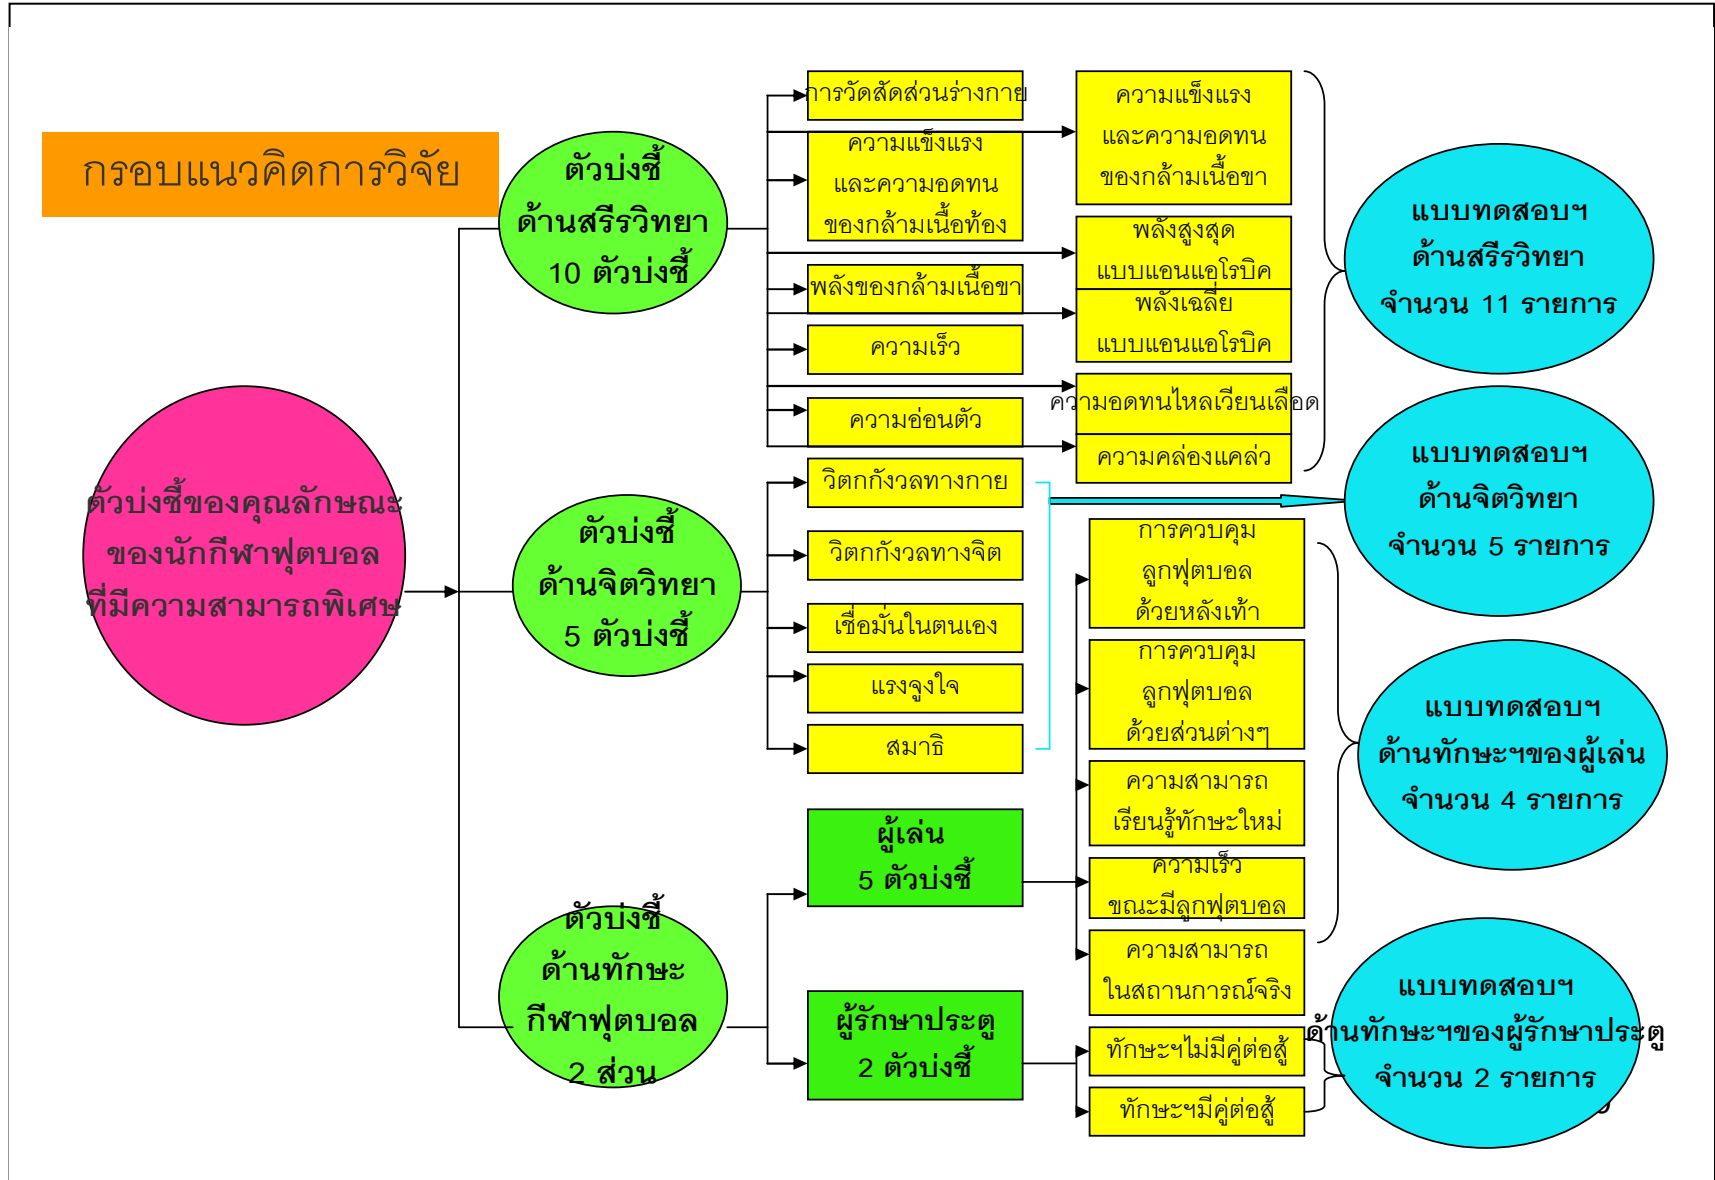 กรอบแนวคิดการวิจัย
ตัวบ่งชี้ของคุณลักษณะ
ของนักกีฬาฟุตบอล
ที่มีความสามารถพิเศษ
ตัวบ่งชี้
ด้านสรีรวิทยา
10 ตัวบ่งชี้
ตัวบ่งชี้
ด้านจิตวิทยา
5 ตัวบ่งชี้
ตัวบ่งชี้
ด้านทักษะ
กีฬาฟุตบอล
2 ส่วน
การวัดสัดส่วนร่างกาย
ความแข็งแรง
และความอดทน
ของกล้ามเนื้อท้อง
พลังของกล้ามเนื้อขา
ความเร็ว
ความอ่อนตัว
วิตกกังวลทางกาย
วิตกกังวลทางจิต
เชื่อมั่นในตนเอง
แรงจูงใจ
สมาธิ
ผู้เล่น
5 ตัวบ่งชี้
ผู้รักษาประตู
2 ตัวบ่งชี้
ความแข็งแรง
และความอดทน
ของกล้ามเนื้อขา
พลังสูงสุด
แบบแอนแอโรบิค
พลังเฉลี่ย
แบบแอนแอโรบิค
ความอดทนไหลเวียนเลือด
ความคล่องแคล่ว
การควบคุม
ลูกฟุตบอล
ด้วยหลังเท้า
การควบคุม
ลูกฟุตบอล
ด้วยส่วนต่างๆ
ความสามารถ
เรียนรู้ทักษะใหม่
ความเร็ว
ขณะมีลูกฟุตบอล
ความสามารถ
ในสถานการณ์จริง
ทักษะฯไม่มีคู่ต่อสู้
ทักษะฯมีคู่ต่อสู้
แบบทดสอบฯ
ด้านสรีรวิทยา
จำนวน 11 รายการ
แบบทดสอบฯ
ด้านจิตวิทยา
จำนวน 5 รายการ
แบบทดสอบฯ
ด้านทักษะฯของผู้เล่น
จำนวน 4 รายการ
แบบทดสอบฯ
ด้านทักษะฯของผู้รักษาประตู
จำนวน 2 รายการ